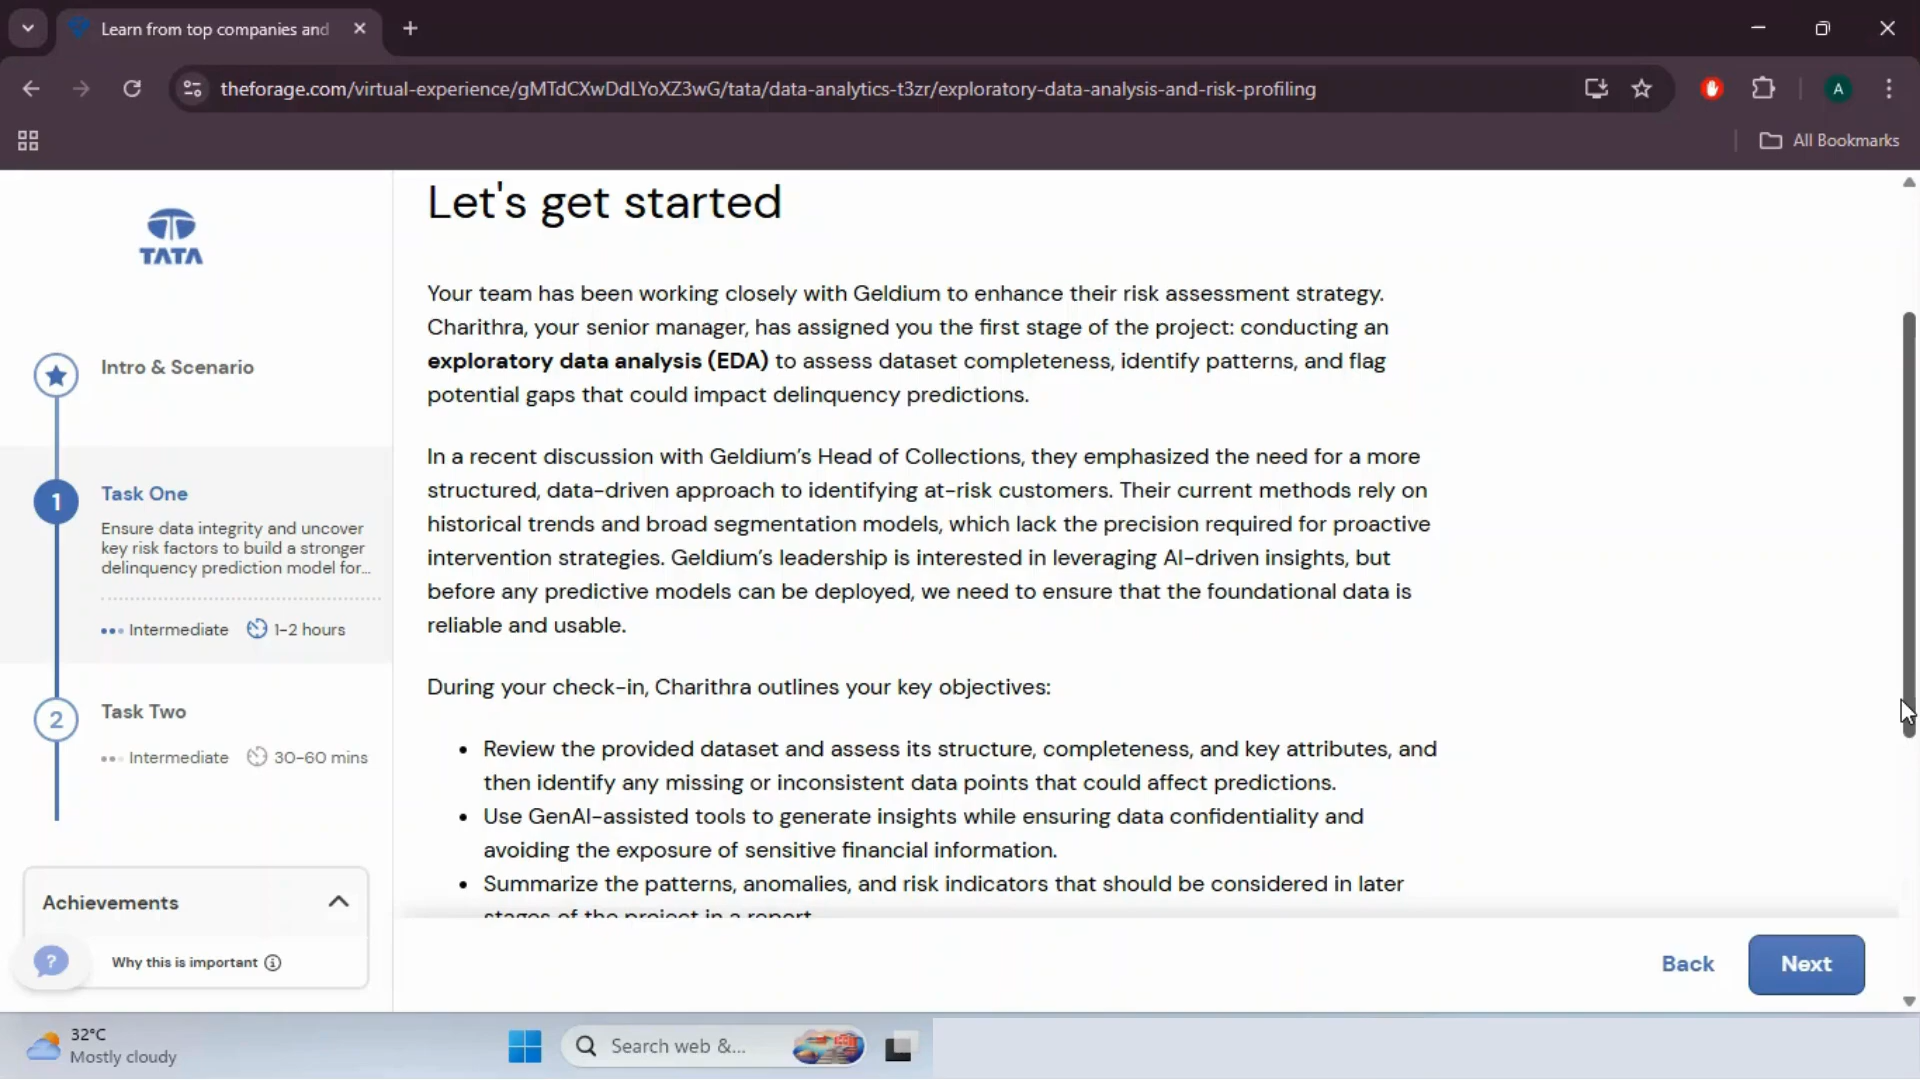 Learn from top companies and
theforage.com/virtual-experience/gMTdCXwDdLYoXZ3wG/tata/data-analytics-t3zr/exploratory-data-analysis-and-risk-profiling
A
All Bookmarks
TATA
Intro & Scenario
1
Task One
Ensure data integrity and uncover
key risk factors to build a stronger
delinquency prediction model for...
Intermediate 1-2 hours
2
Task Two
Intermediate 30-60 mins
Achievements
Why this is important
Let's get started
Your team has been working closely with Geldium to enhance their risk assessment strategy.
Charithra, your senior manager, has assigned you the first stage of the project: conducting an
exploratory data analysis (EDA) to assess dataset completeness, identify patterns, and flag
potential gaps that could impact delinquency predictions.
In a recent discussion with Geldium’s Head of Collections, they emphasized the need for a more
structured, data-driven approach to identifying at-risk customers. Their current methods rely on
historical trends and broad segmentation models, which lack the precision required for proactive
intervention strategies. Geldium’s leadership is interested in leveraging AI-driven insights, but
before any predictive models can be deployed, we need to ensure that the foundational data is
reliable and usable.
During your check-in, Charithra outlines your key objectives:
• Review the provided dataset and assess its structure, completeness, and key attributes, and
then identify any missing or inconsistent data points that could affect predictions.
• Use GenAI-assisted tools to generate insights while ensuring data confidentiality and
avoiding the exposure of sensitive financial information.
• Summarize the patterns, anomalies, and risk indicators that should be considered in later
stages of the project in a report
Back Next
32°C
Mostly cloudy
Search web &...